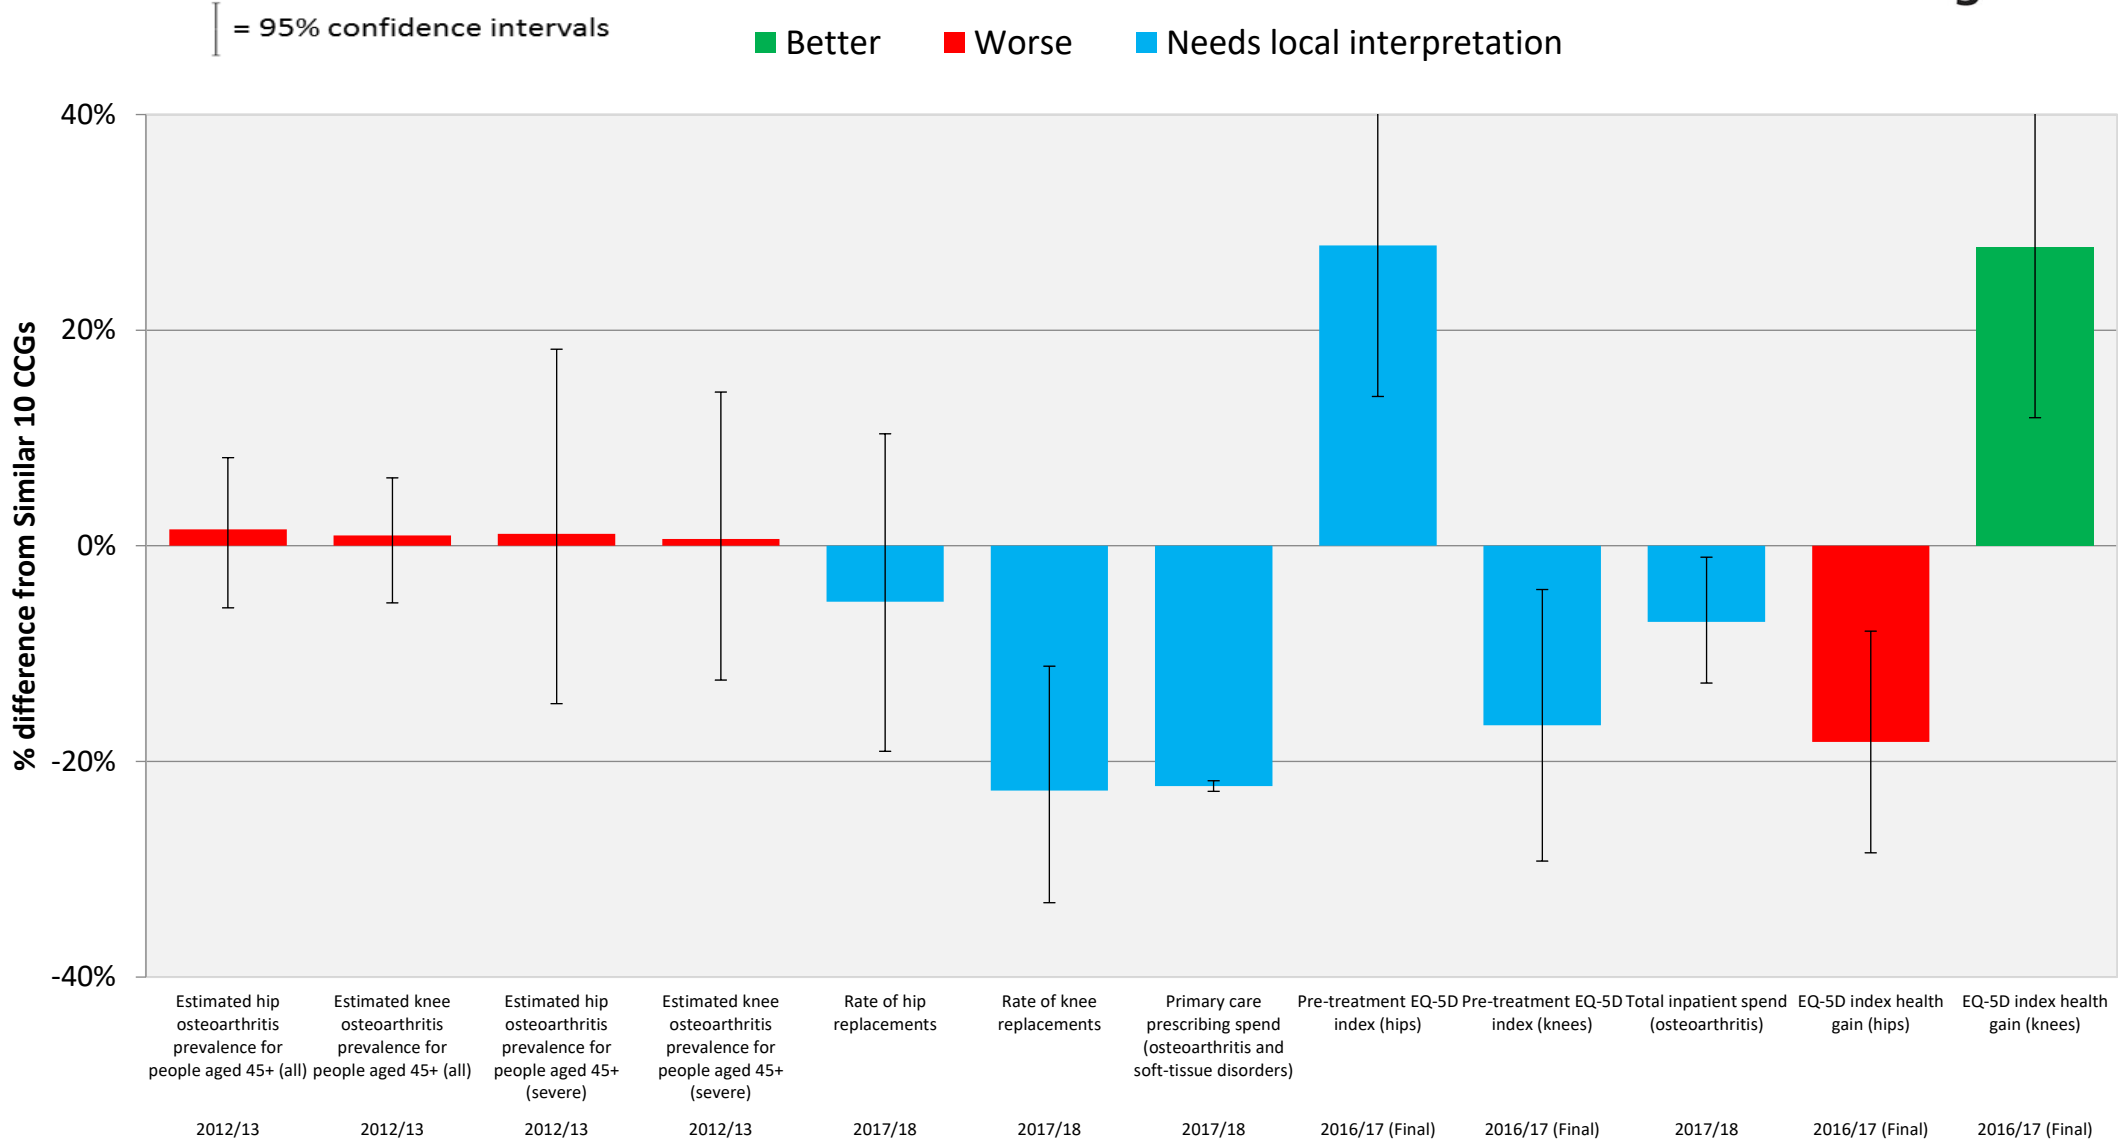 = 95% confidence intervals
Better
Worse
Needs local interpretation
% difference from Similar 10 CCGs
40%
20%
0%
-20%
-40%
Estimated hip
osteoarthritis
prevalence for
people aged 45+ (all)
2012/13
Estimated knee
osteoarthritis
prevalence for
people aged 45+ (all)
2012/13
Estimated hip
osteoarthritis
prevalence for
people aged 45+
(severe)
2012/13
Estimated knee
osteoarthritis
prevalence for
people aged 45+
(severe)
2012/13
Rate of hip
replacements
2017/18
Rate of knee
replacements
2017/18
Primary care
prescribing spend
(osteoarthritis and
soft-tissue disorders)
2017/18
Pre-treatment EQ-5D
index (hips)
2016/17 (Final)
Pre-treatment EQ-5D
index (knees)
2016/17 (Final)
Total inpatient spend
(osteoarthritis)
2017/18
EQ-5D index health
gain (hips)
2016/17 (Final)
EQ-5D index health
gain (knees)
2016/17 (Final)